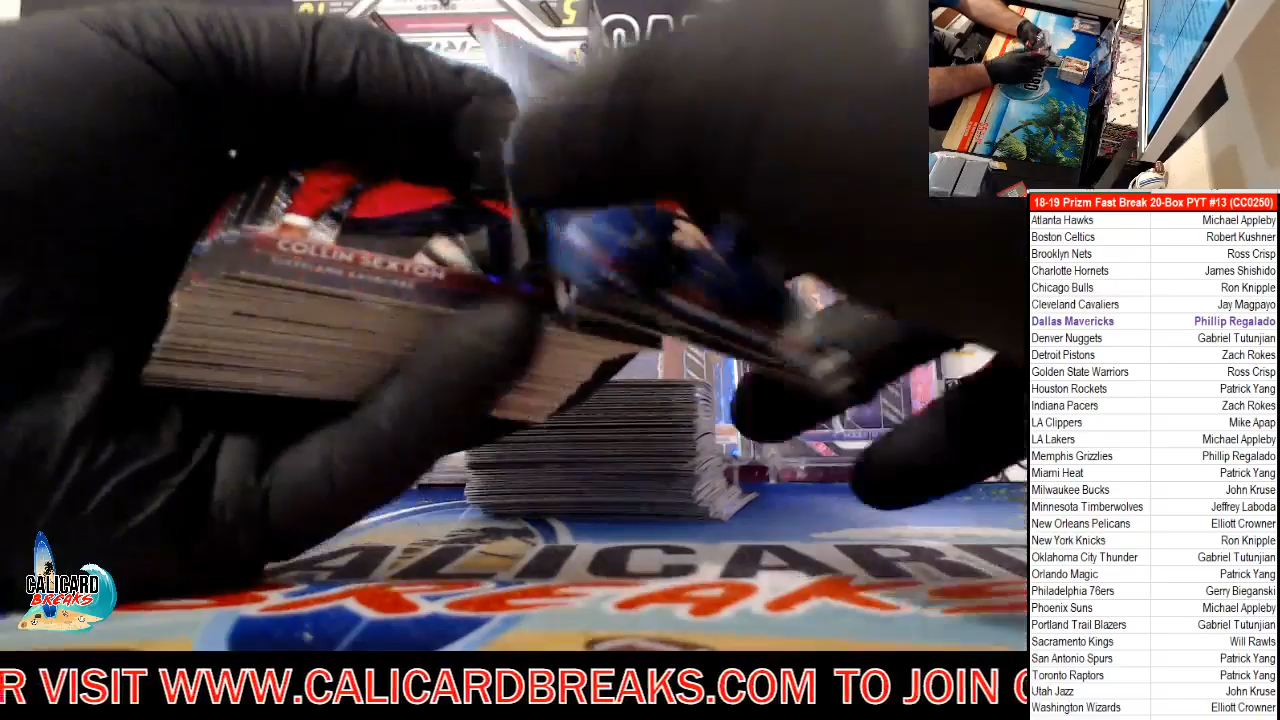 COLLIN SEXTON
ALICARD
BREAKS
CALICARD
BREAKS
R VISIT WWW.CALICARDBREAKS.COM TO JOIN
18-19 Prizm Fast Break 20-Box PYT #13 (CC0250)
Atlanta Hawks Michael Appleby
Boston Celtics Robert Kushner
Brooklyn Nets Ross Crisp
Charlotte Hornets James Shishido
Chicago Bulls Ron Knipple
Cleveland Cavaliers Jay Magpayo
Dallas Mavericks Phillip Regalado
Denver Nuggets Gabriel Tutunjian
Detroit Pistons Zach Rokes
Golden State Warriors Ross Crisp
Houston Rockets Patrick Yang
Indiana Pacers Zach Rokes
LA Clippers Mike Apap
LA Lakers Michael Appleby
Memphis Grizzlies Phillip Regalado
Miami Heat Patrick Yang
Milwaukee Bucks John Kruse
Minnesota Timberwolves Jeffrey Laboda
New Orleans Pelicans Elliott Crowner
New York Knicks Ron Knipple
Oklahoma City Thunder Gabriel Tutunjian
Orlando Magic Patrick Yang
Philadelphia 76ers Gerry Bieganski
Phoenix Suns Michael Appleby
Portland Trail Blazers Gabriel Tutunjian
Sacramento Kings Will Rawls
San Antonio Spurs Patrick Yang
Toronto Raptors Patrick Yang
Utah Jazz John Kruse
Washington Wizards Elliott Crowner